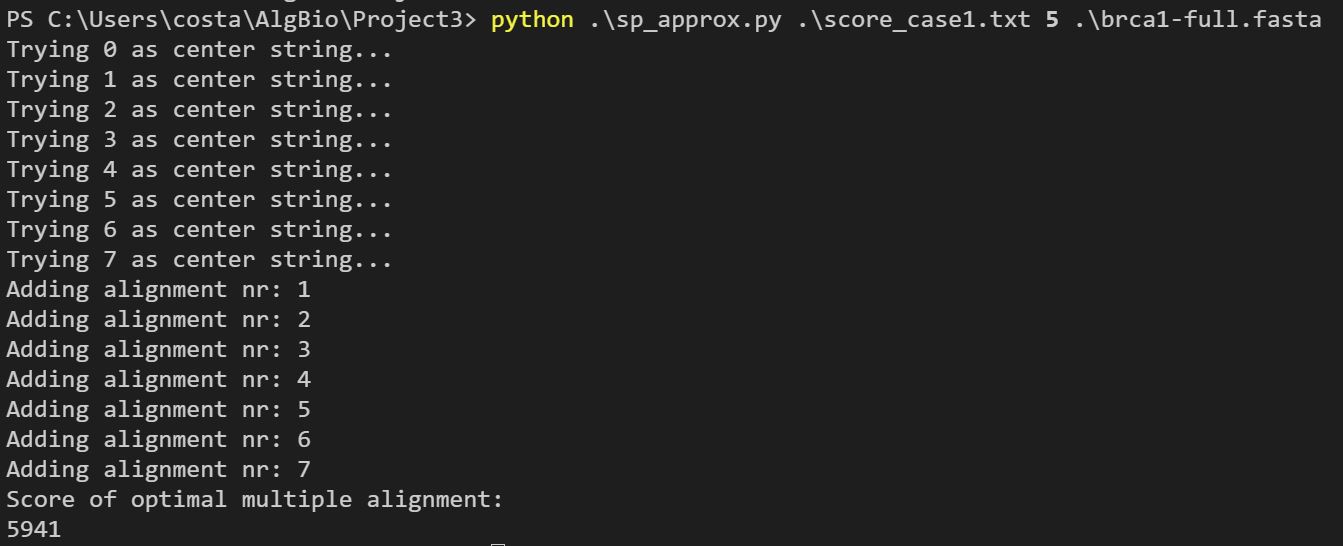 PS C:\Users\costa\AlgBio\Project3> python .\sp_approx.py .\score_case1.txt 5 .\brca1-full.fasta
Trying 0 as center string...
Trying 1 as center string...
Trying 2 as center string...
Trying 3 as center string...
Trying 4 as center string...
Trying 5 as center string...
Trying 6 as center string...
Trying 7 as center string...
Adding alignment nr: 1
Adding alignment nr: 2
Adding alignment nr: 3
Adding alignment nr: 4
Adding alignment nr: 5
Adding alignment nr: 6
Adding alignment nr: 7
Score of optimal multiple alignment:
5941